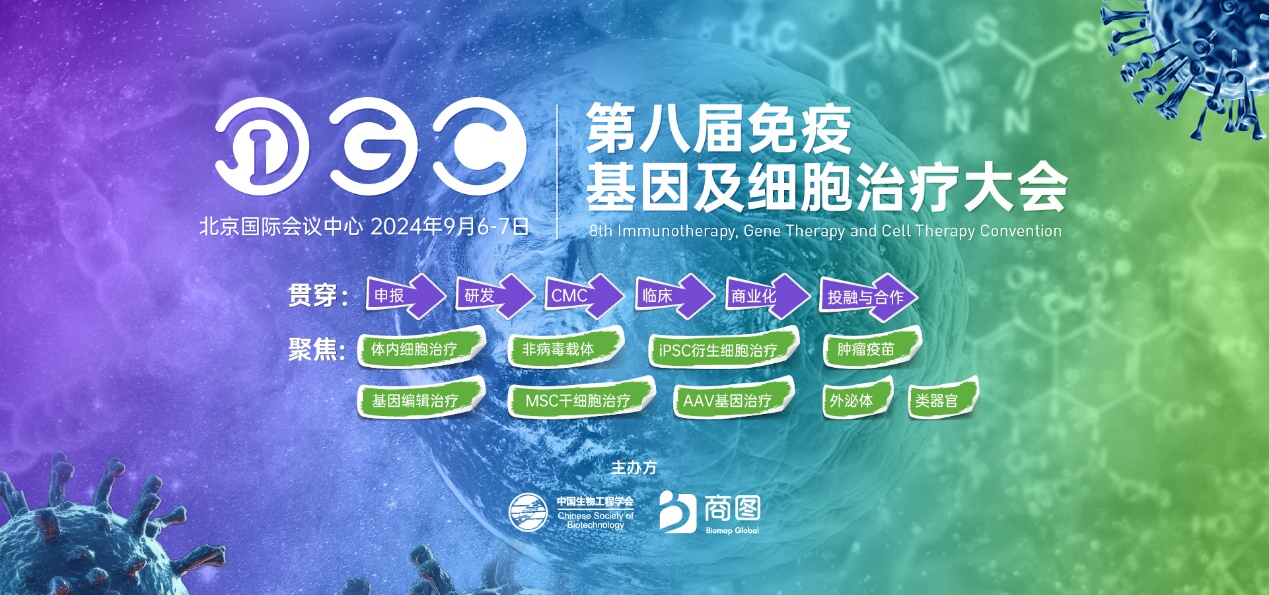 IGC
第八届免疫
基因及细胞治疗大会
北京国际会议中心 2024年9月6-7日
8th Immunotherapy, Gene Therapy and Cell Therapy Convention
贯穿： 申报 研发 CMC 临床 商业化 投融与合作
聚焦: 体内细胞治疗 非病毒载体 iPSC衍生细胞治疗 肿瘤疫苗
基因编辑治疗 MSC干细胞治疗 AAV基因治疗 外泌体 类器官
主办方
中国生物工程学会
Chinese Society of
Biotechnology
商图
Biomap Global
H₃C N S S
H
N N